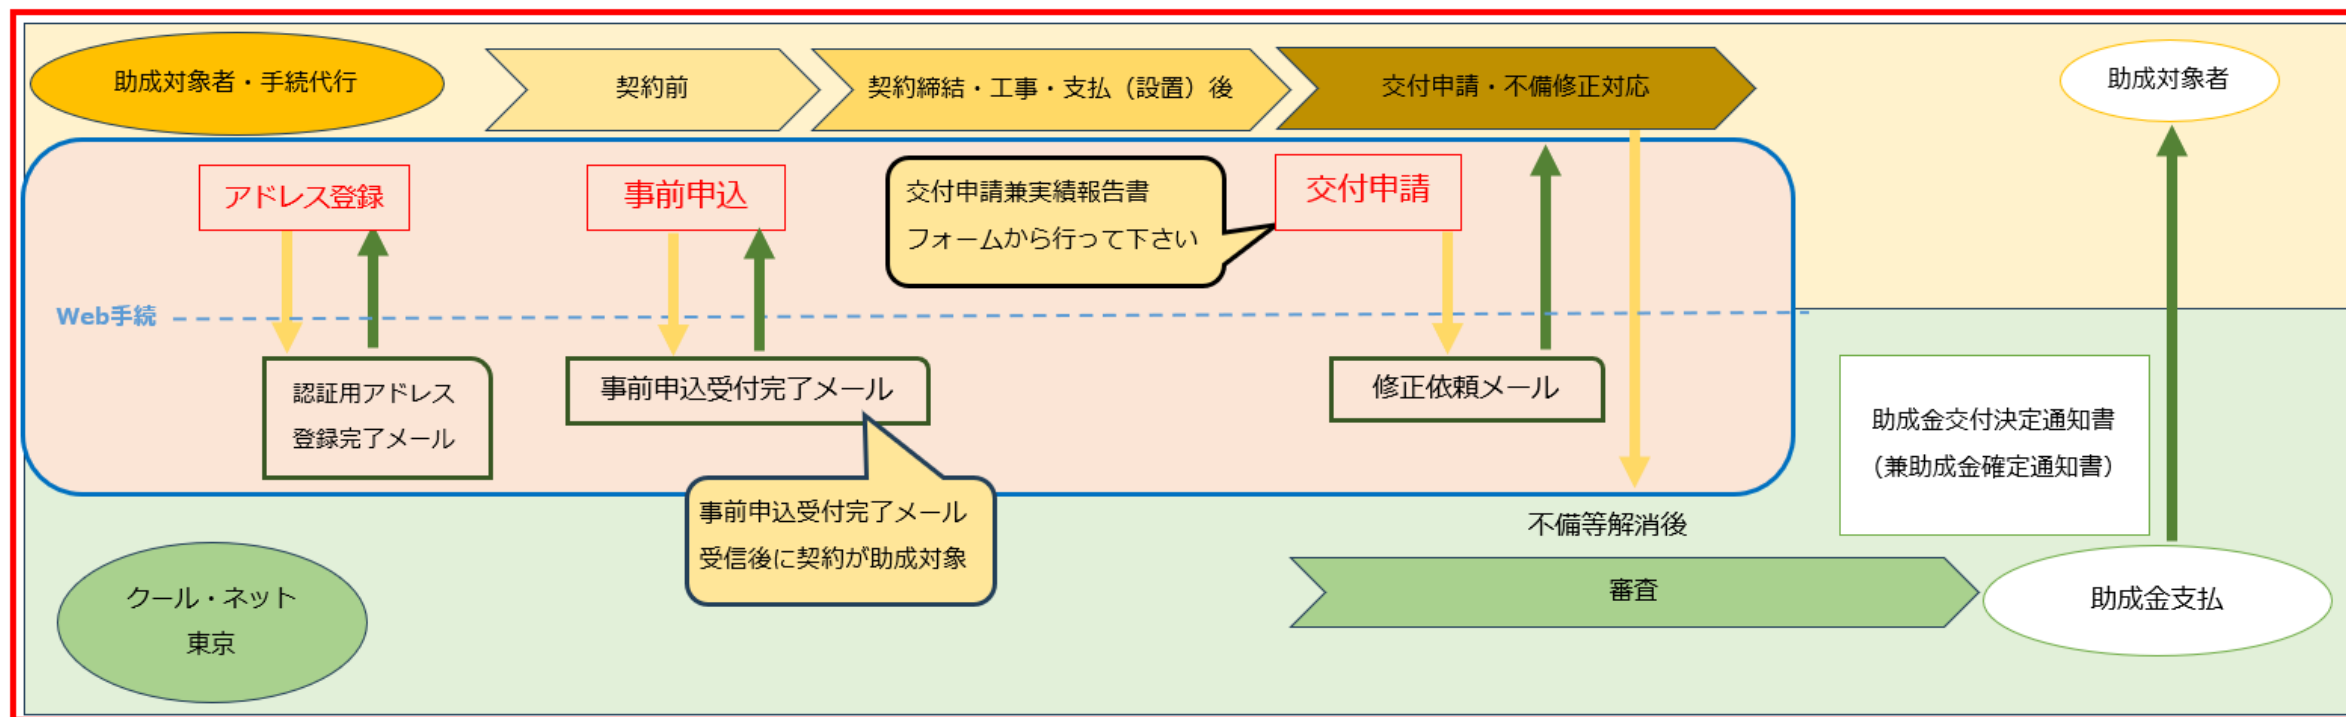 助成対象者・手続代行
契約前
契約締結・工事・支払（設置）後
交付申請・不備修正対応
助成対象者
アドレス登録
事前申込
交付申請兼実績報告書
フォームから行って下さい
交付申請
Web手続
認証用アドレス
登録完了メール
事前申込受付完了メール
修正依頼メール
助成金交付決定通知書
（兼助成金確定通知書）
事前申込受付完了メール
受信後に契約が助成対象
不備等解消後
クール・ネット
東京
審査
助成金支払